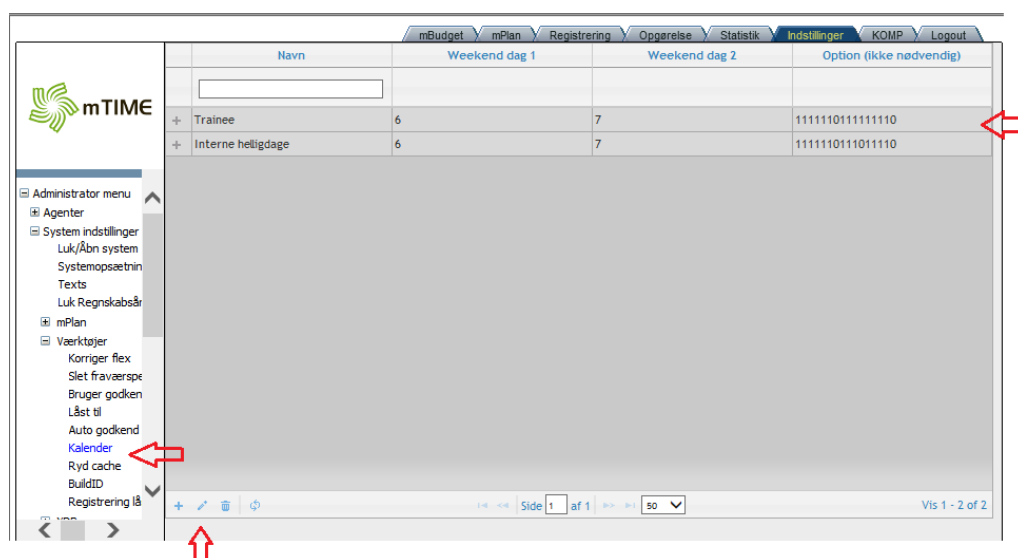 mBudget mPlan Registrering Opgørelse Statistik Indstillinger KOMP Logout
Navn Weekend dag 1 Weekend dag 2 Option (ikke nødvendig)
mTIME
Trainee 6 7 1111110111111110
Interne helligdage 6 7 1111110111011110
Administrator menu
Agenter
System indstillinger
Luk/Åbn system
Systemopsætnin
Texts
Luk Regnskabsår
mPlan
Værktøjer
Korriger flex
Slet fraværspe
Bruger godken
Låst til
Auto godkend
Kalender
Ryd cache
BuildID
Registrering lå
Side 1 af 1 50 Vis 1 - 2 of 2